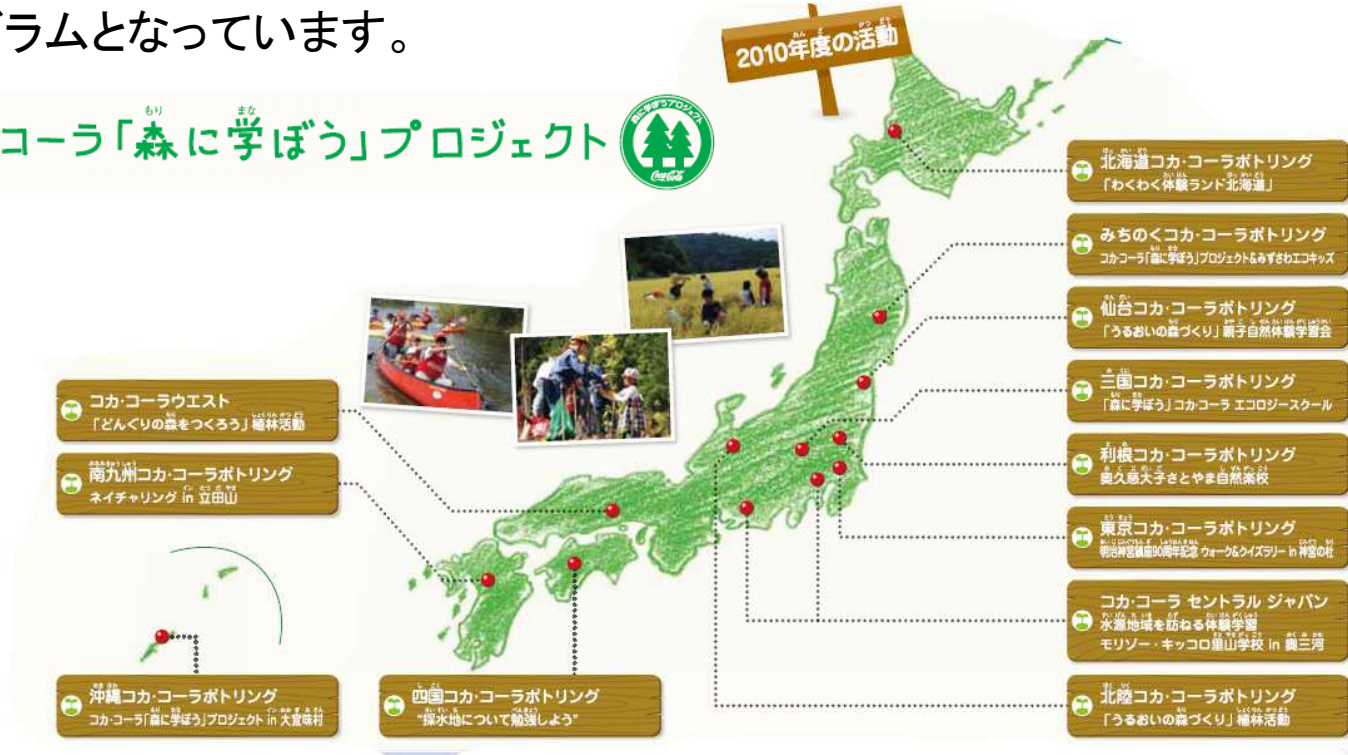 グラムとなっています。
2010年度の活動
コーラ「森に学ぼう」プロジェクト
森に学ぼうプロジェクト
Coca-Cola
北海道コカ・コーラボトリング
「わくわく体験ランド北海道」
みちのくコカ・コーラボトリング
コカ・コーラ「森に学ぼう」プロジェクト&みずさわエコキッズ
仙台コカ・コーラボトリング
「うるおいの森づくり」親子自然体験学習会
三国コカ・コーラボトリング
「森に学ぼう」コカ・コーラ エコロジースクール
利根コカ・コーラボトリング
奥久慈大子さとやま自然楽校
東京コカ・コーラボトリング
明治神宮鎮座90周年記念 ウォーク&クイズラリー in 神宮の杜
コカ・コーラ セントラル ジャパン
水源地域を訪ねる体験学習
モリゾー・キッコロ里山学校 in 奥三河
北陸コカ・コーラボトリング
「うるおいの森づくり」植林活動
コカ・コーラウエスト
「どんぐりの森をつくろう」植林活動
南九州コカ・コーラボトリング
ネイチャリング in 立田山
沖縄コカ・コーラボトリング
コカ・コーラ「森に学ぼう」プロジェクト in 大宜味村
四国コカ・コーラボトリング
"採水地について勉強しよう"